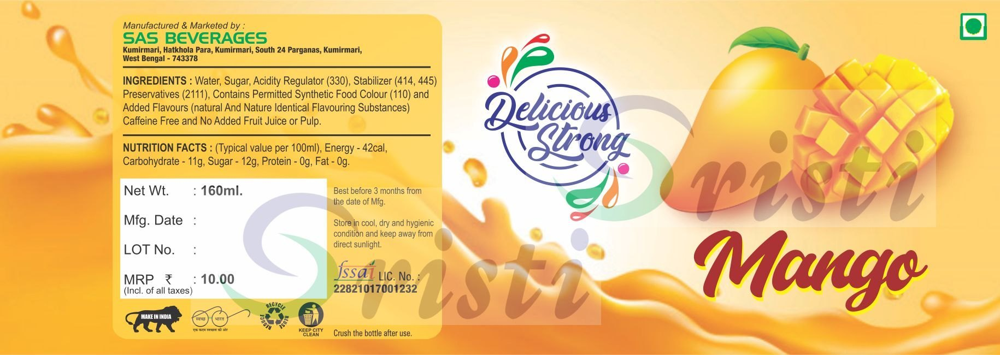 Manufactured & Marketed by :
SAS BEVERAGES
Kumirmari, Hatkhola Para, Kumirmari, South 24 Parganas, Kumirmari,
West Bengal - 743378
INGREDIENTS : Water, Sugar, Acidity Regulator (330), Stabilizer (414, 445)
Preservatives (2111), Contains Permitted Synthetic Food Colour (110) and
Added Flavours (natural And Nature Identical Flavouring Substances)
Caffeine Free and No Added Fruit Juice or Pulp.
NUTRITION FACTS : (Typical value per 100ml), Energy - 42cal,
Carbohydrate - 11g, Sugar - 12g, Protein - 0g, Fat - 0g.
Net Wt. : 160ml.
Mfg. Date :
LOT No. :
MRP ₹ : 10.00
(Incl. of all taxes)
Best before 3 months from
the date of Mfg.
Store in cool, dry and hygienic
condition and keep away from
direct sunlight.
fssai LIC. No. :
22821017001232
MAKE IN INDIA
स्वच्छ भारत
एक कदम स्वच्छता की ओर
REDUCE RECYCLE REUSE
KEEP CITY
CLEAN
Crush the bottle after use.
Delicious
Strong
Mango
Sristi
Sristi